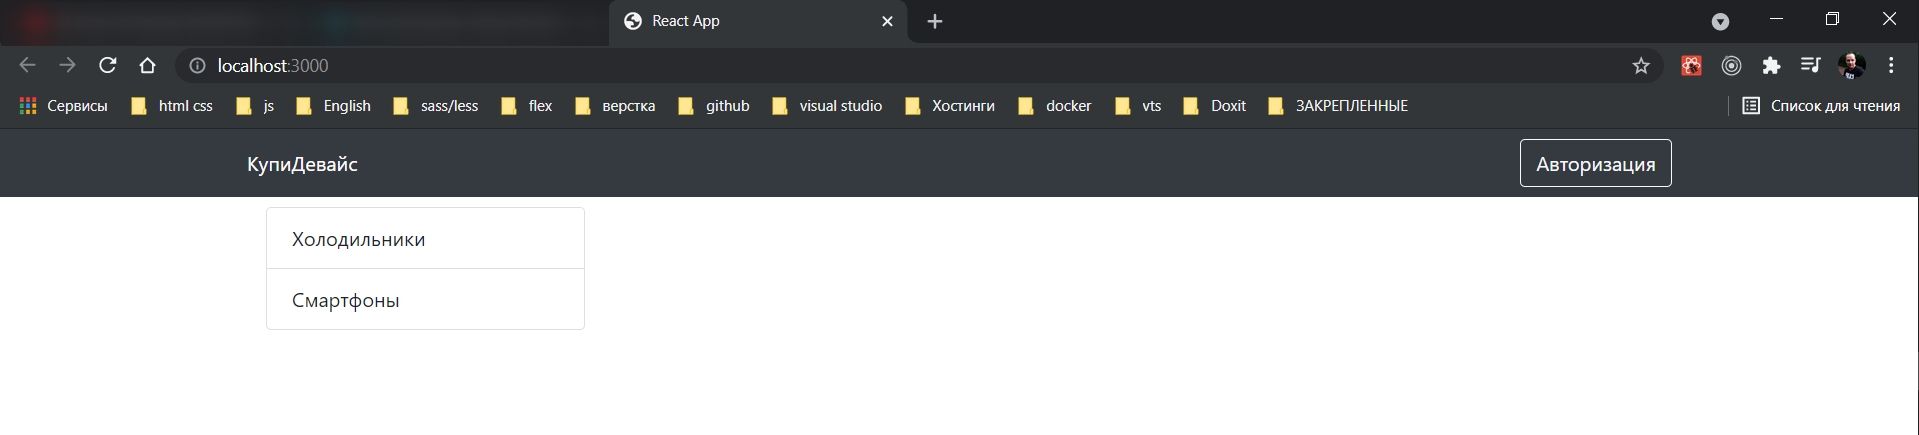 React App
localhost:3000
Сервисы html css js English sass/less flex верстка github visual studio Хостинги docker vts Doxit ЗАКРЕПЛЕННЫЕ Список для чтения
КупиДевайс Авторизация
Холодильники
Смартфоны